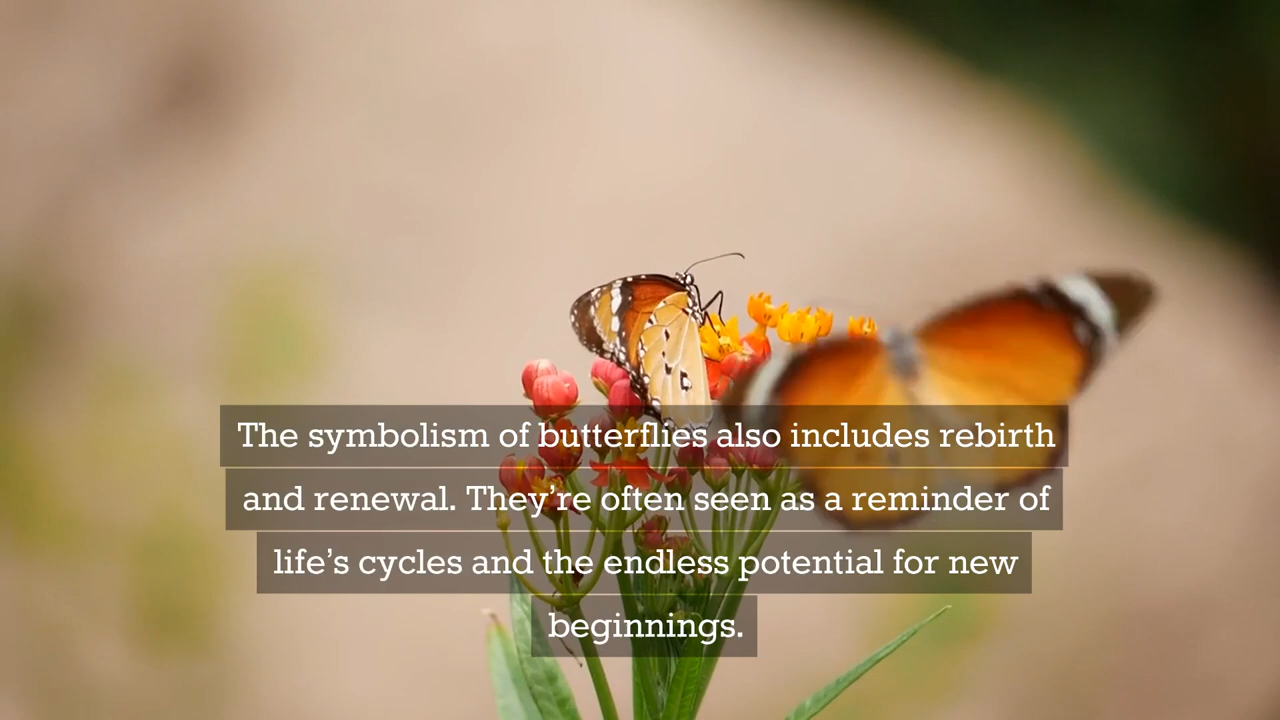 The symbolism of butterflies also includes rebirth
and renewal. They’re often seen as a reminder of
life’s cycles and the endless potential for new
beginnings.